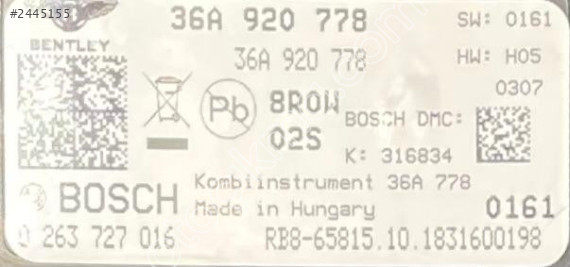 #2445155
36A 920 778
SW: 0161
BENTLEY
36A 920 778
HW: H05
0307
Pb
8R0W
02S
BOSCH DMC:
K: 316834
BOSCH
Kombiinstrument 36A 778
Made in Hungary
0161
0 263 727 016
RB8-65815.10.1831600198